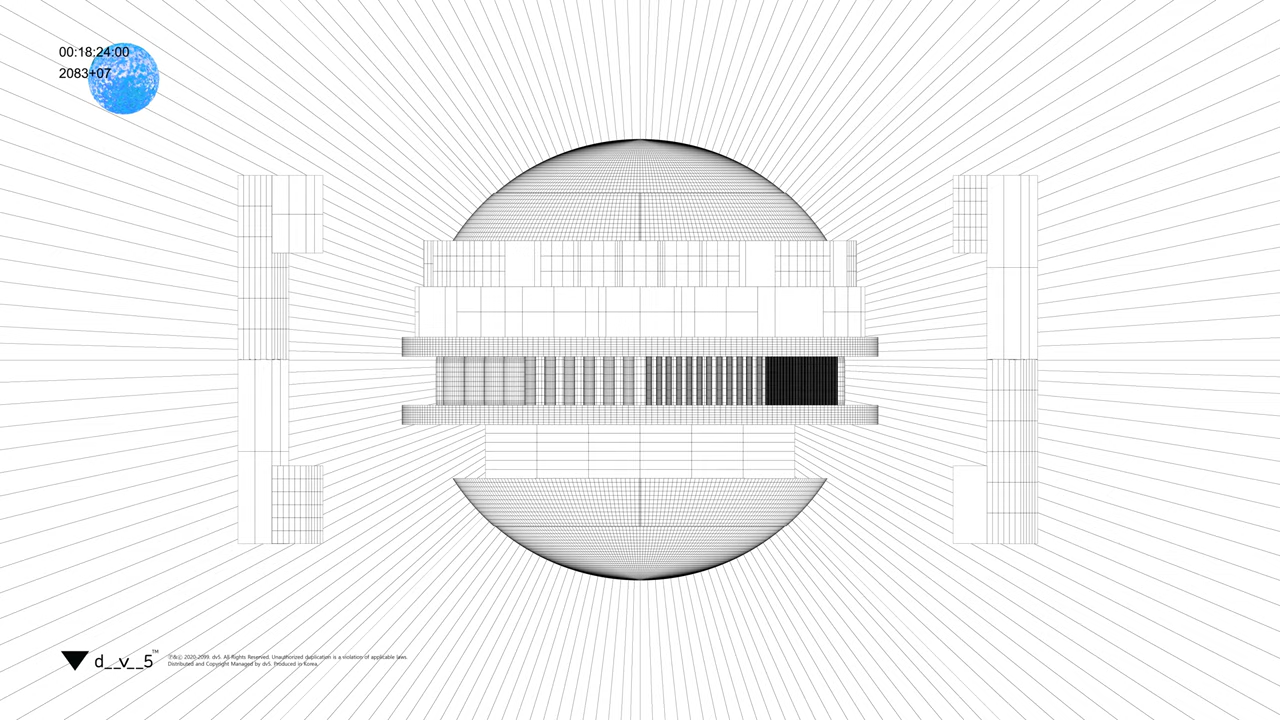 00:18:24:00
2083+07
d__v__5™
℗&ⓒ 2020-2099. dv5. All Rights Reserved. Unauthorized duplication is a violation of applicable laws.
Distributed and Copyright Managed by dv5. Produced in Korea.